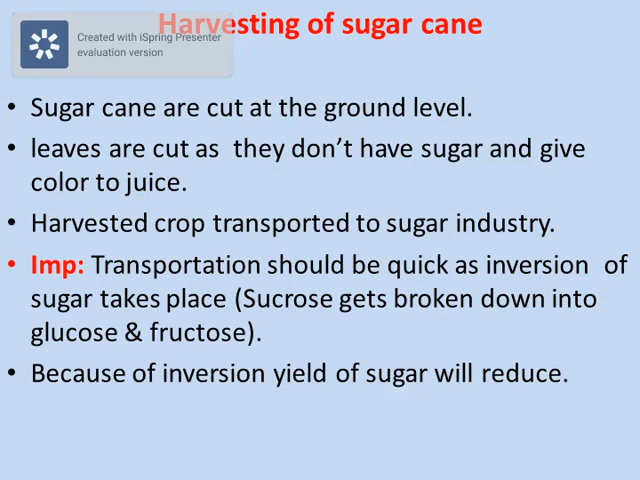 Harvesting of sugar cane
Created with iSpring Presenter
evaluation version
• Sugar cane are cut at the ground level.
• leaves are cut as they don't have sugar and give
color to juice.
• Harvested crop transported to sugar industry.
• Imp: Transportation should be quick as inversion of
sugar takes place (Sucrose gets broken down into
glucose & fructose).
• Because of inversion yield of sugar will reduce.